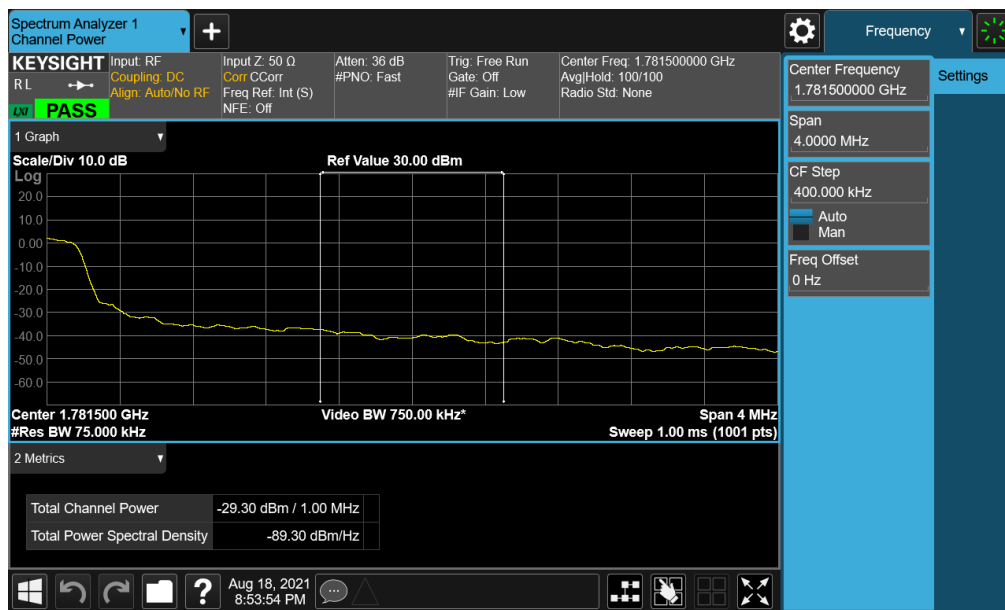 Spectrum Analyzer 1
Channel Power
Frequency
KEYSIGHT
R L
LXI
PASS
Input: RF
Coupling: DC
Align: Auto/No RF
Input Z: 50 Ω
Corr CCorr
Freq Ref: Int (S)
NFE: Off
Atten: 36 dB
#PNO: Fast
Trig: Free Run
Gate: Off
#IF Gain: Low
Center Freq: 1.781500000 GHz
Avg|Hold: 100/100
Radio Std: None
Center Frequency
1.781500000 GHz
Settings
Span
4.0000 MHz
CF Step
400.000 kHz
Auto
Man
Freq Offset
0 Hz
1 Graph
Scale/Div 10.0 dB
Ref Value 30.00 dBm
Log
20.0
10.0
0.00
-10.0
-20.0
-30.0
-40.0
-50.0
-60.0
Center 1.781500 GHz
Video BW 750.00 kHz*
Span 4 MHz
#Res BW 75.000 kHz
Sweep 1.00 ms (1001 pts)
2 Metrics
Total Channel Power -29.30 dBm / 1.00 MHz
Total Power Spectral Density -89.30 dBm/Hz
?
Aug 18, 2021
8:53:54 PM